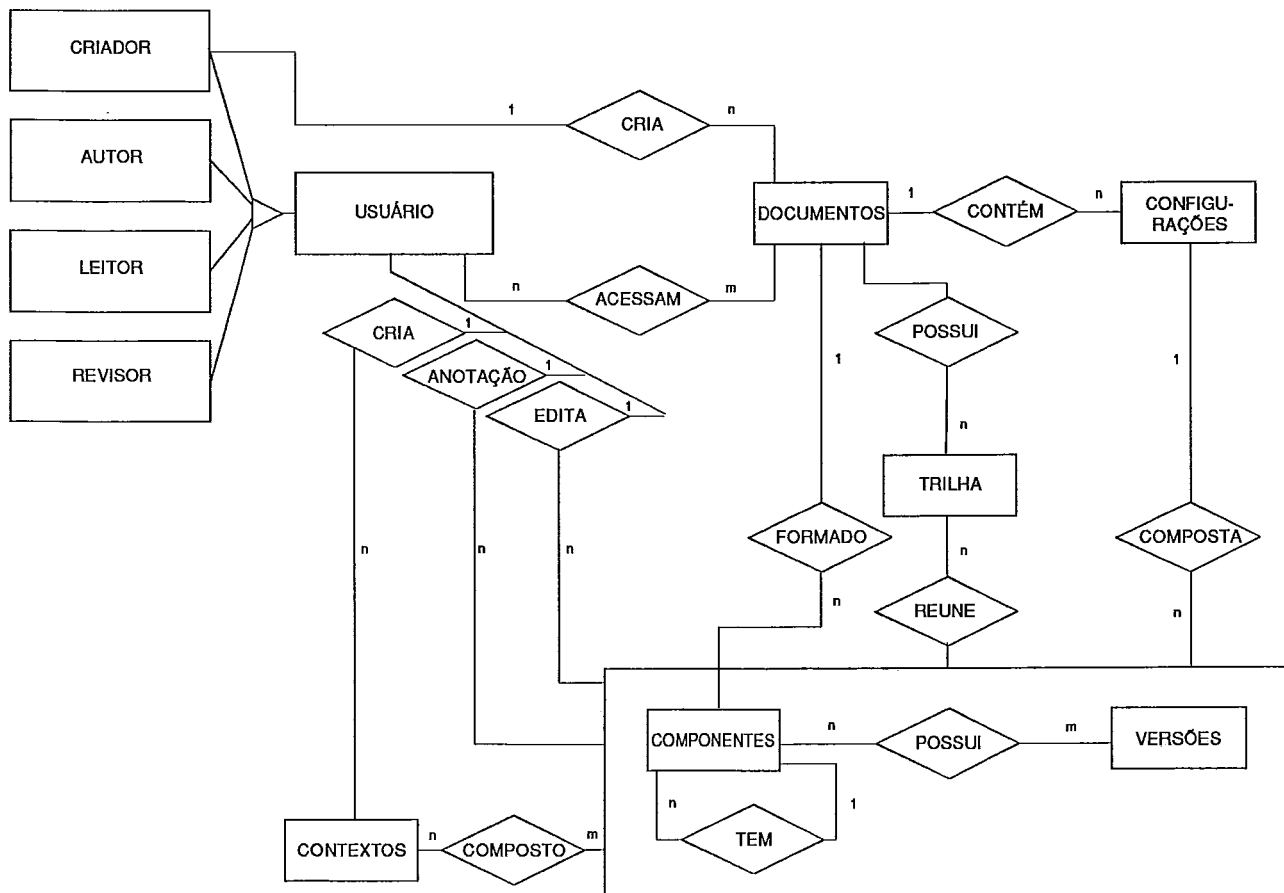 CRIADOR
1
CRIA
n
AUTOR
USUÁRIO
DOCUMENTOS
1
CONTÉM
n
CONFIGU-
RAÇÕES
LEITOR
n
ACESSAM
m
CRIA
1
POSSUI
REVISOR
ANOTAÇÃO
1
1
1
EDITA
1
n
TRILHA
FORMADO
COMPOSTA
n
n
n
n
n
REUNE
n
COMPONENTES
n
POSSUI
m
VERSÕES
n
1
TEM
CONTEXTOS
n
COMPOSTO
m